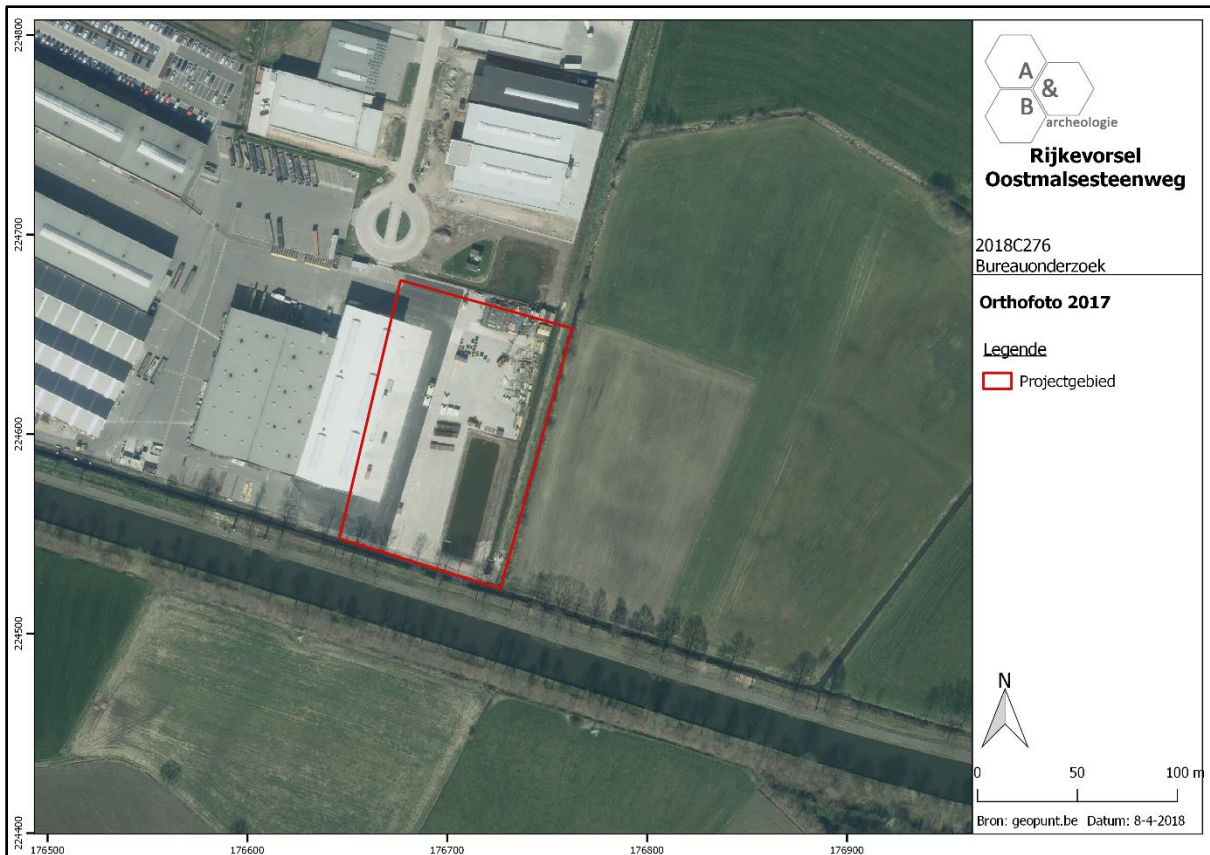 A
&
B
archeologie
Rijkevorsel
Oostmalsesteenweg
2018C276
Bureauonderzoek
Orthofoto 2017
Legende
Projectgebied
N
0 50 100 m
Bron: geopunt.be Datum: 8-4-2018
224800
224700
224600
224500
224400
176500 176600 176700 176800 176900